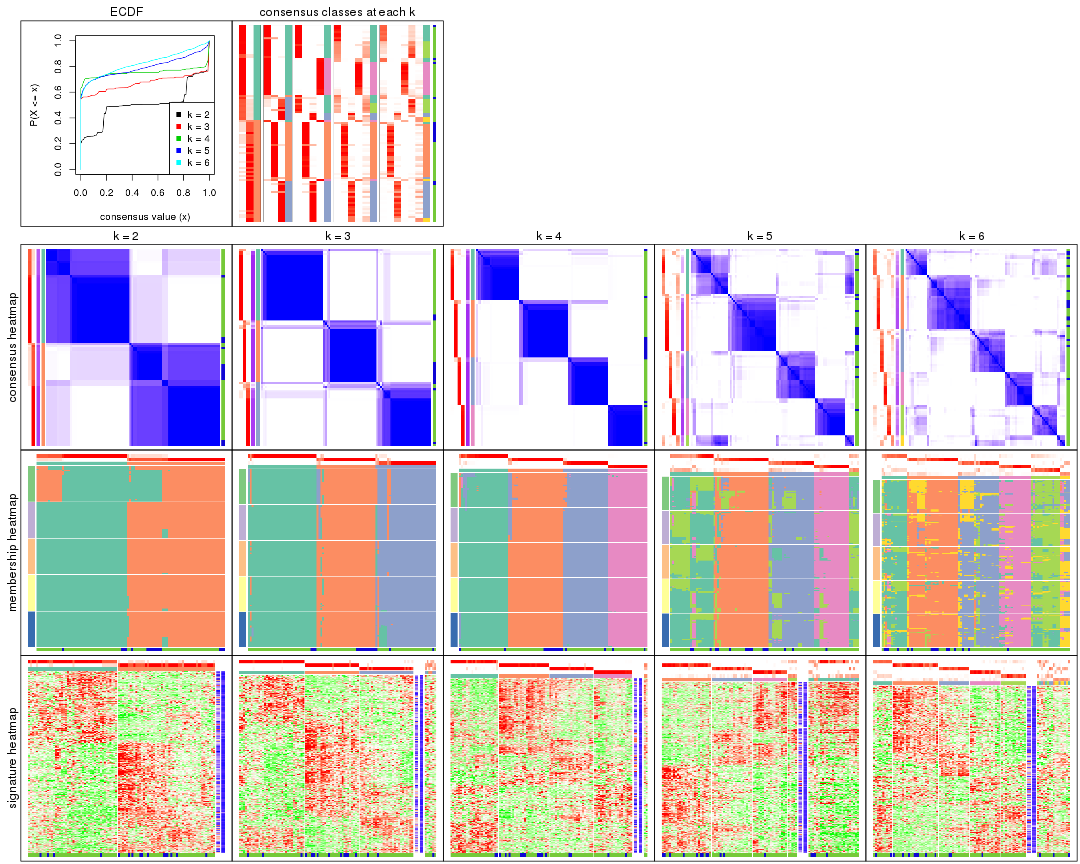 ECDF
consensus classes at each k
P(X <= x)
0.0
0.2
0.4
0.6
0.8
1.0
k = 2
k = 3
k = 4
k = 5
k = 6
0.0 0.2 0.4 0.6 0.8 1.0
consensus value (x)
k = 2
k = 3
k = 4
k = 5
k = 6
consensus heatmap
membership heatmap
signature heatmap